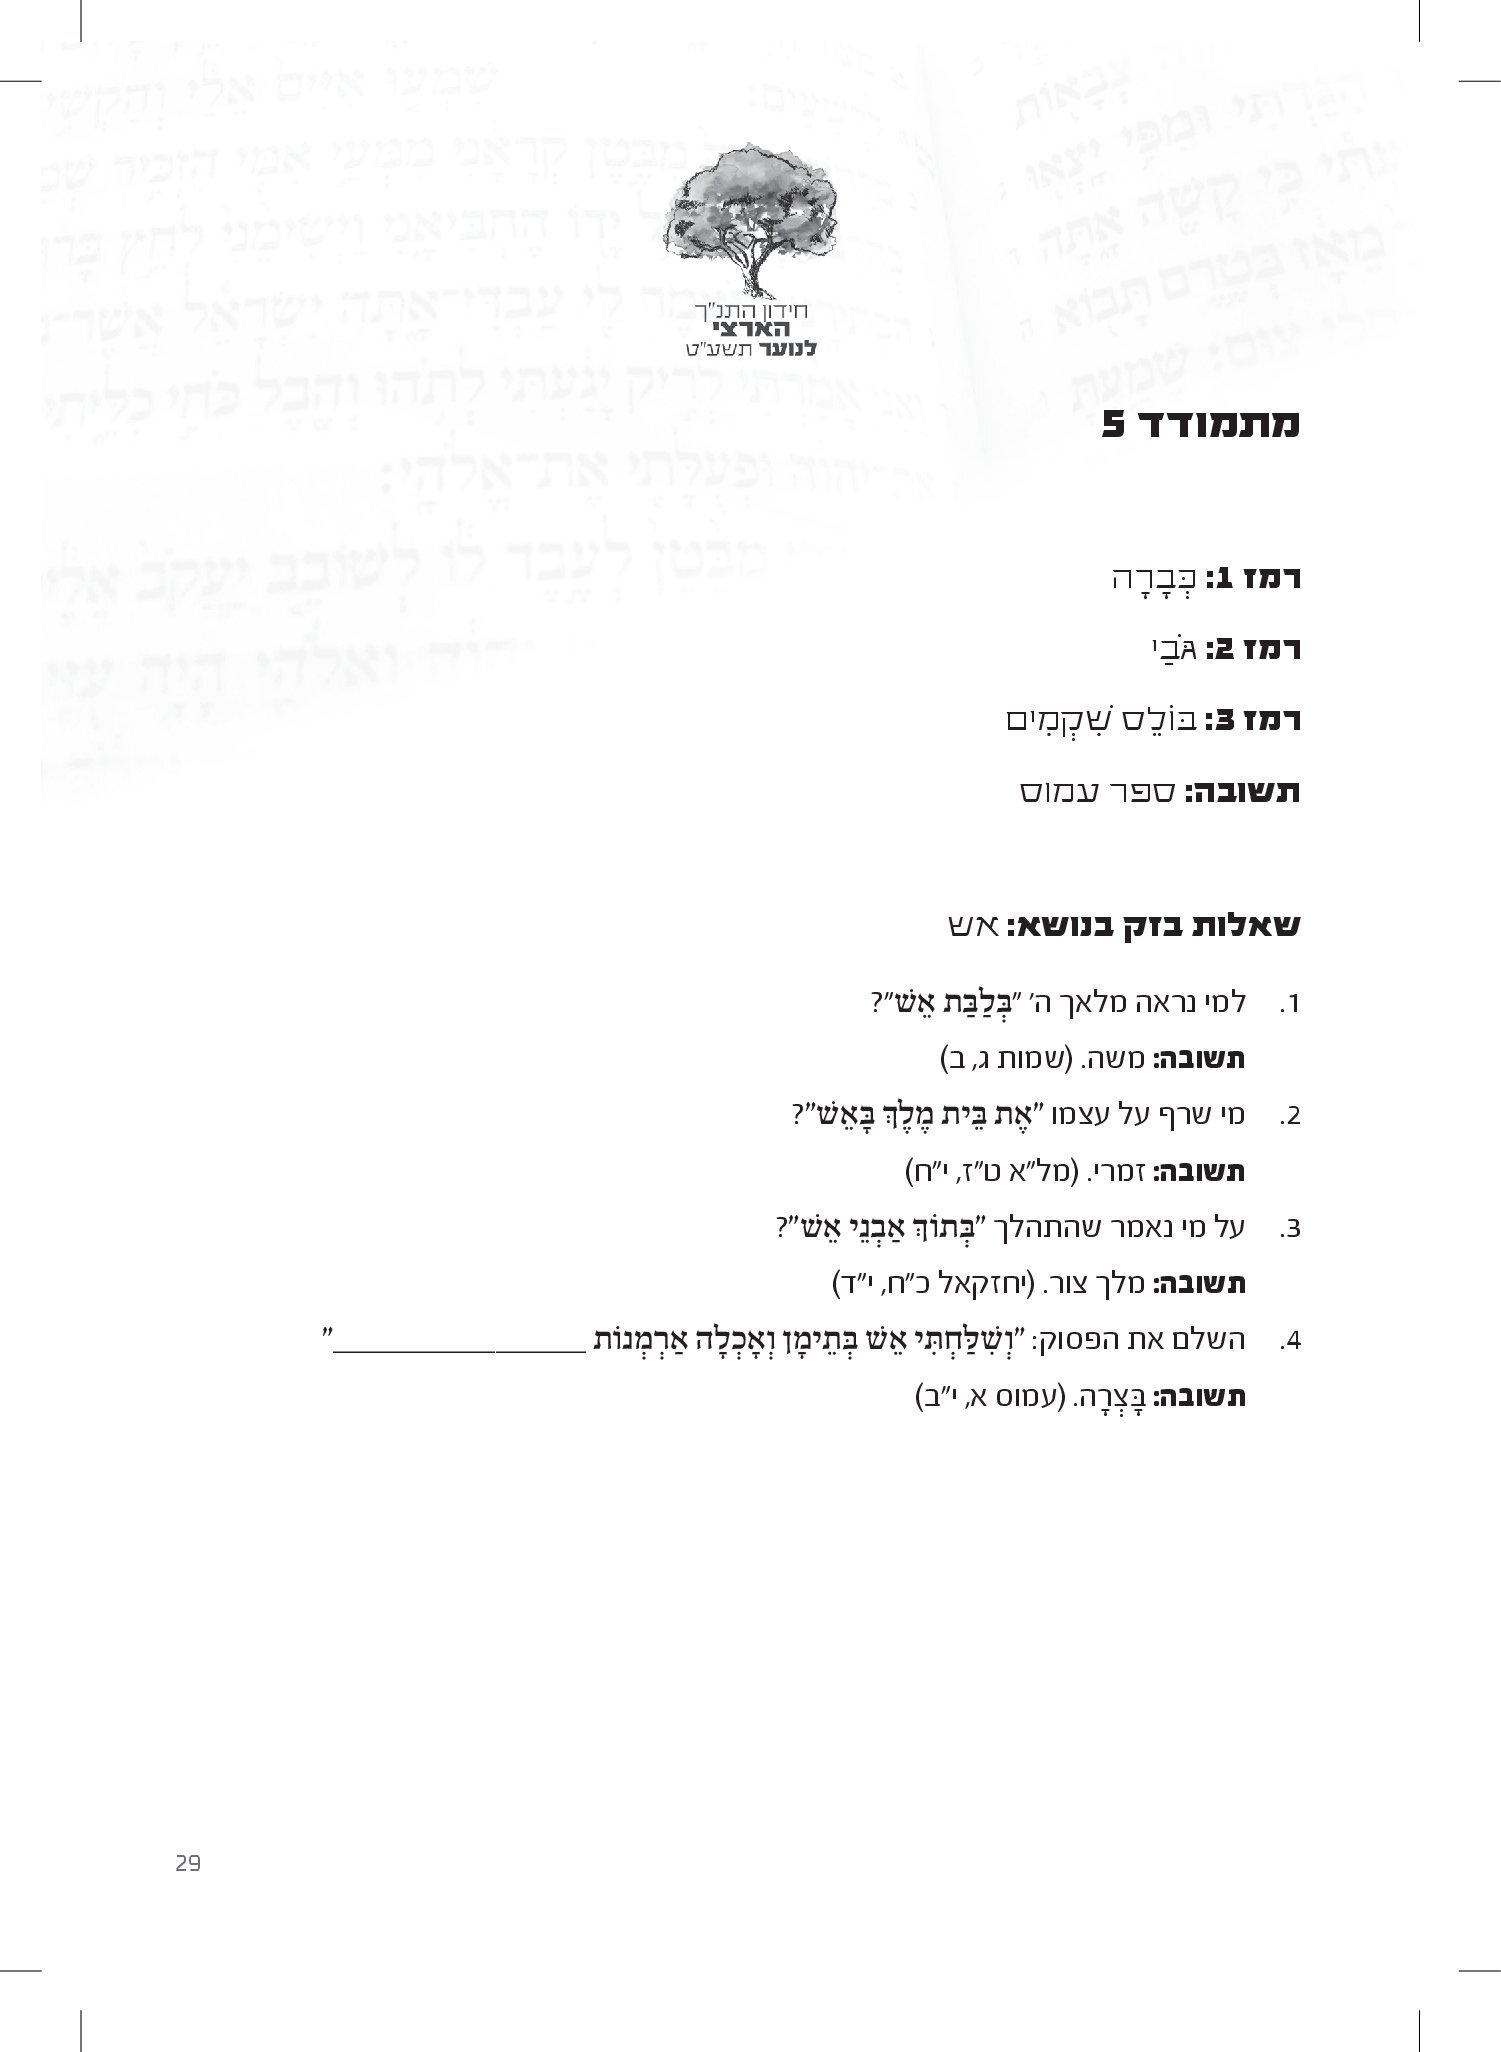 חידון התנ"ך
הארצי
לנוער תשע"ט
מתמודד 5
רמז 1: כְּבָרָה
רמז 2: גֹּבַי
רמז 3: בּוֹלֵס שִׁקְמִים
תשובה: ספר עמוס
שאלות בזק בנושא: אש
1. למי נראה מלאך ה' "בְּלַבַּת אֵשׁ"?
תשובה: משה. (שמות ג, ב)
2. מי שרף על עצמו "אֶת בֵּית מֶלֶךְ בָּאֵשׁ"?
תשובה: זמרי. (מל"א ט"ז, י"ח)
3. על מי נאמר שהתהלך "בְּתוֹךְ אַבְנֵי אֵשׁ"?
תשובה: מלך צור. (יחזקאל כ"ח, י"ד)
4. השלם את הפסוק: "וְשִׁלַּחְתִּי אֵשׁ בְּתֵימָן וְאָכְלָה אַרְמְנוֹת ________________"
תשובה: בָּצְרָה. (עמוס א, י"ב)
29